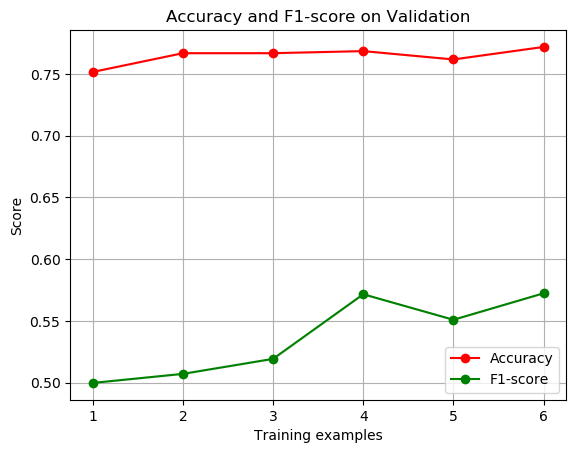 Accuracy and F1-score on Validation
Score
0.75
0.70
0.65
0.60
0.55
0.50
Accuracy
F1-score
1 2 3 4 5 6
Training examples